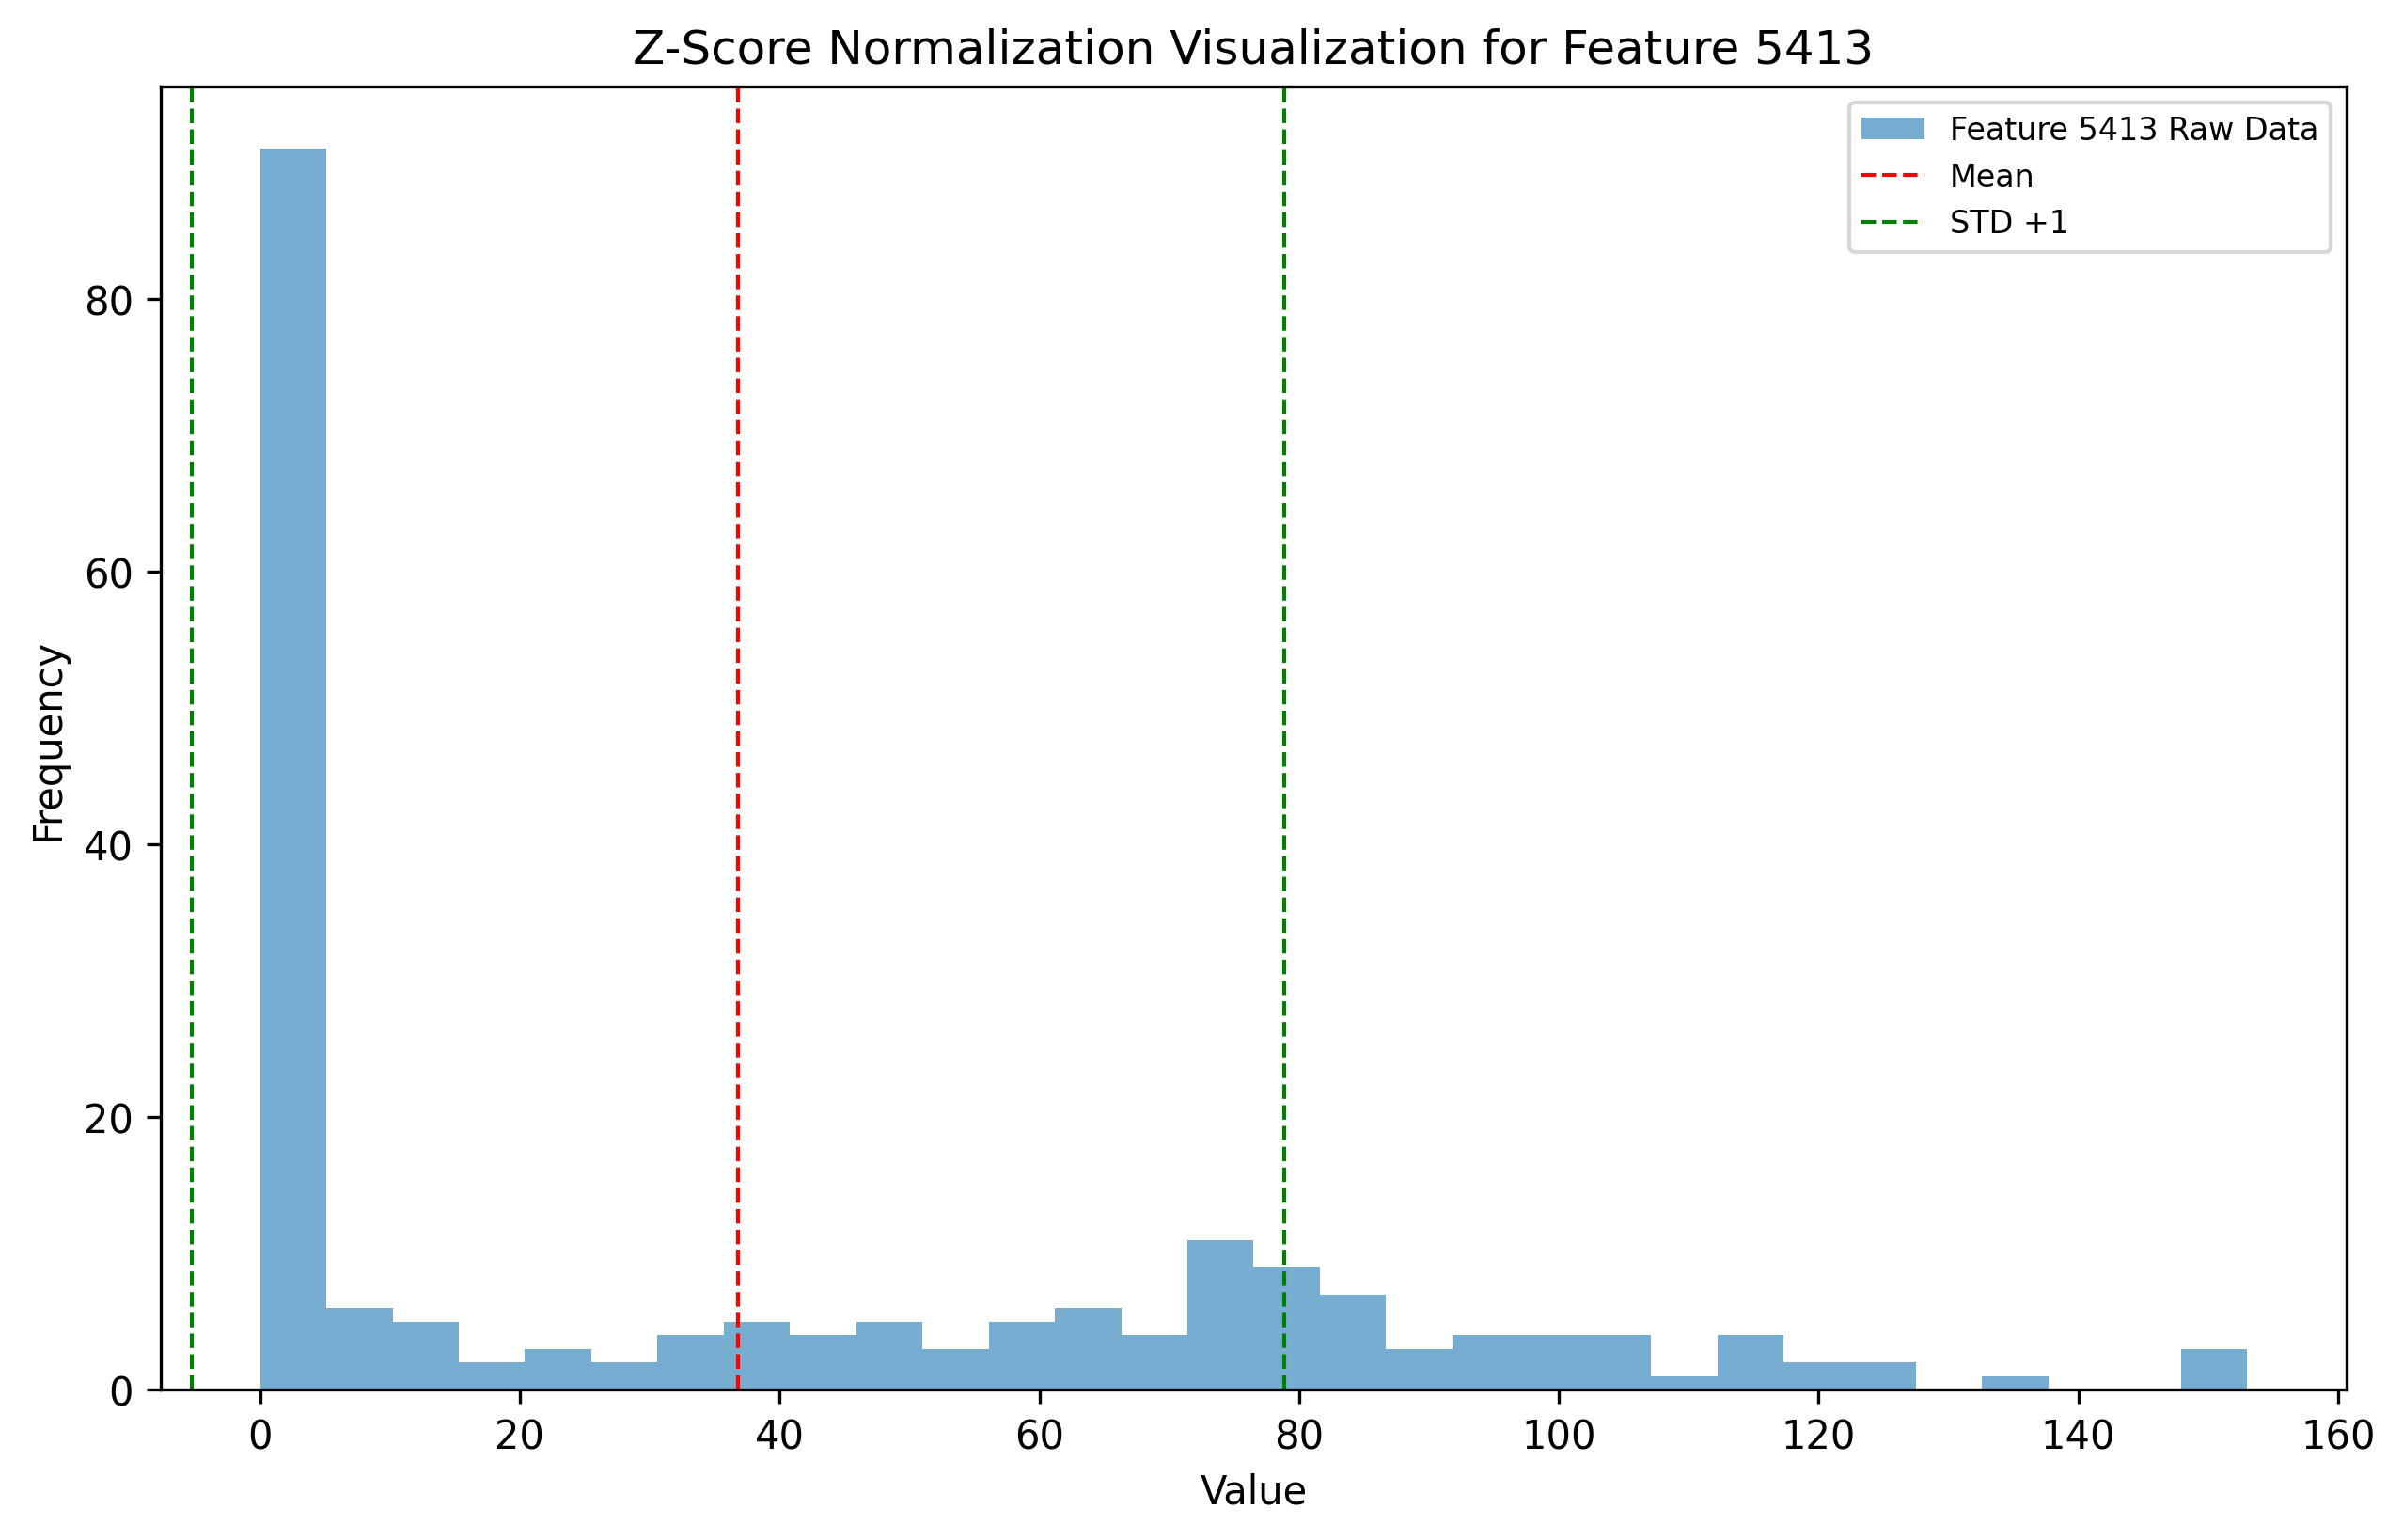 Z-Score Normalization Visualization for Feature 5413
Feature 5413 Raw Data
Mean
STD +1
Frequency
80
60
40
20
0
0 20 40 60 80 100 120 140 160
Value